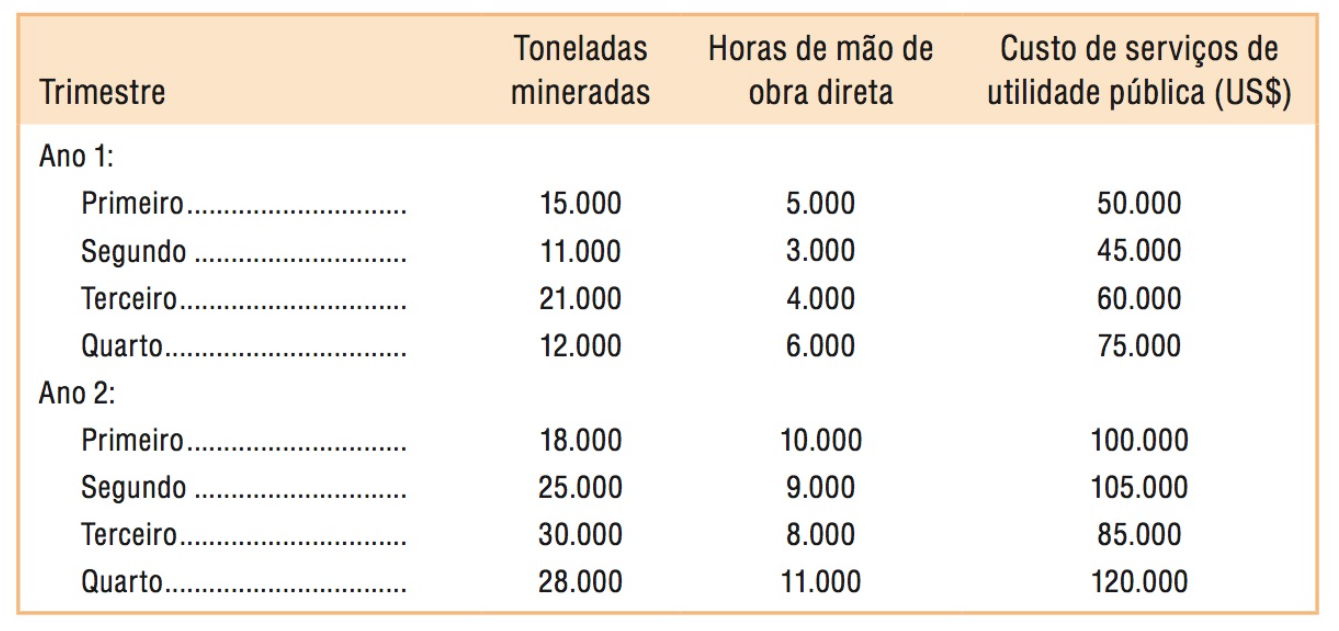 Trimestre Toneladas mineradas Horas de mão de obra direta Custo de serviços de utilidade pública (US$)
Ano 1:
Primeiro.............................. 15.000 5.000 50.000
Segundo ............................. 11.000 3.000 45.000
Terceiro............................... 21.000 4.000 60.000
Quarto................................. 12.000 6.000 75.000
Ano 2:
Primeiro.............................. 18.000 10.000 100.000
Segundo ............................. 25.000 9.000 105.000
Terceiro............................... 30.000 8.000 85.000
Quarto................................. 28.000 11.000 120.000